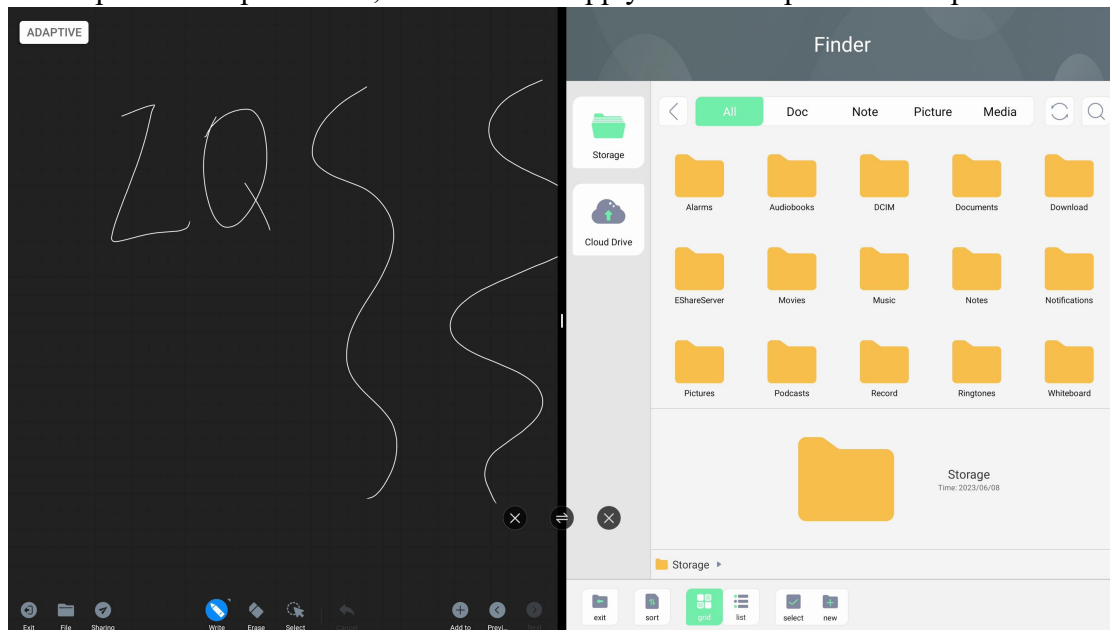 ADAPTIVE
ZQ
Exit
File
Sharing
Write
Erase
Select
Cancel
Add to
Previ...
Next
Finder
Storage
Cloud Drive
All
Doc
Note
Picture
Media
Alarms
Audiobooks
DCIM
Documents
Download
EShareServer
Movies
Music
Notes
Notifications
Pictures
Podcasts
Record
Ringtones
Whiteboard
Storage
Time: 2023/06/08
Storage
exit
sort
grid
list
select
new